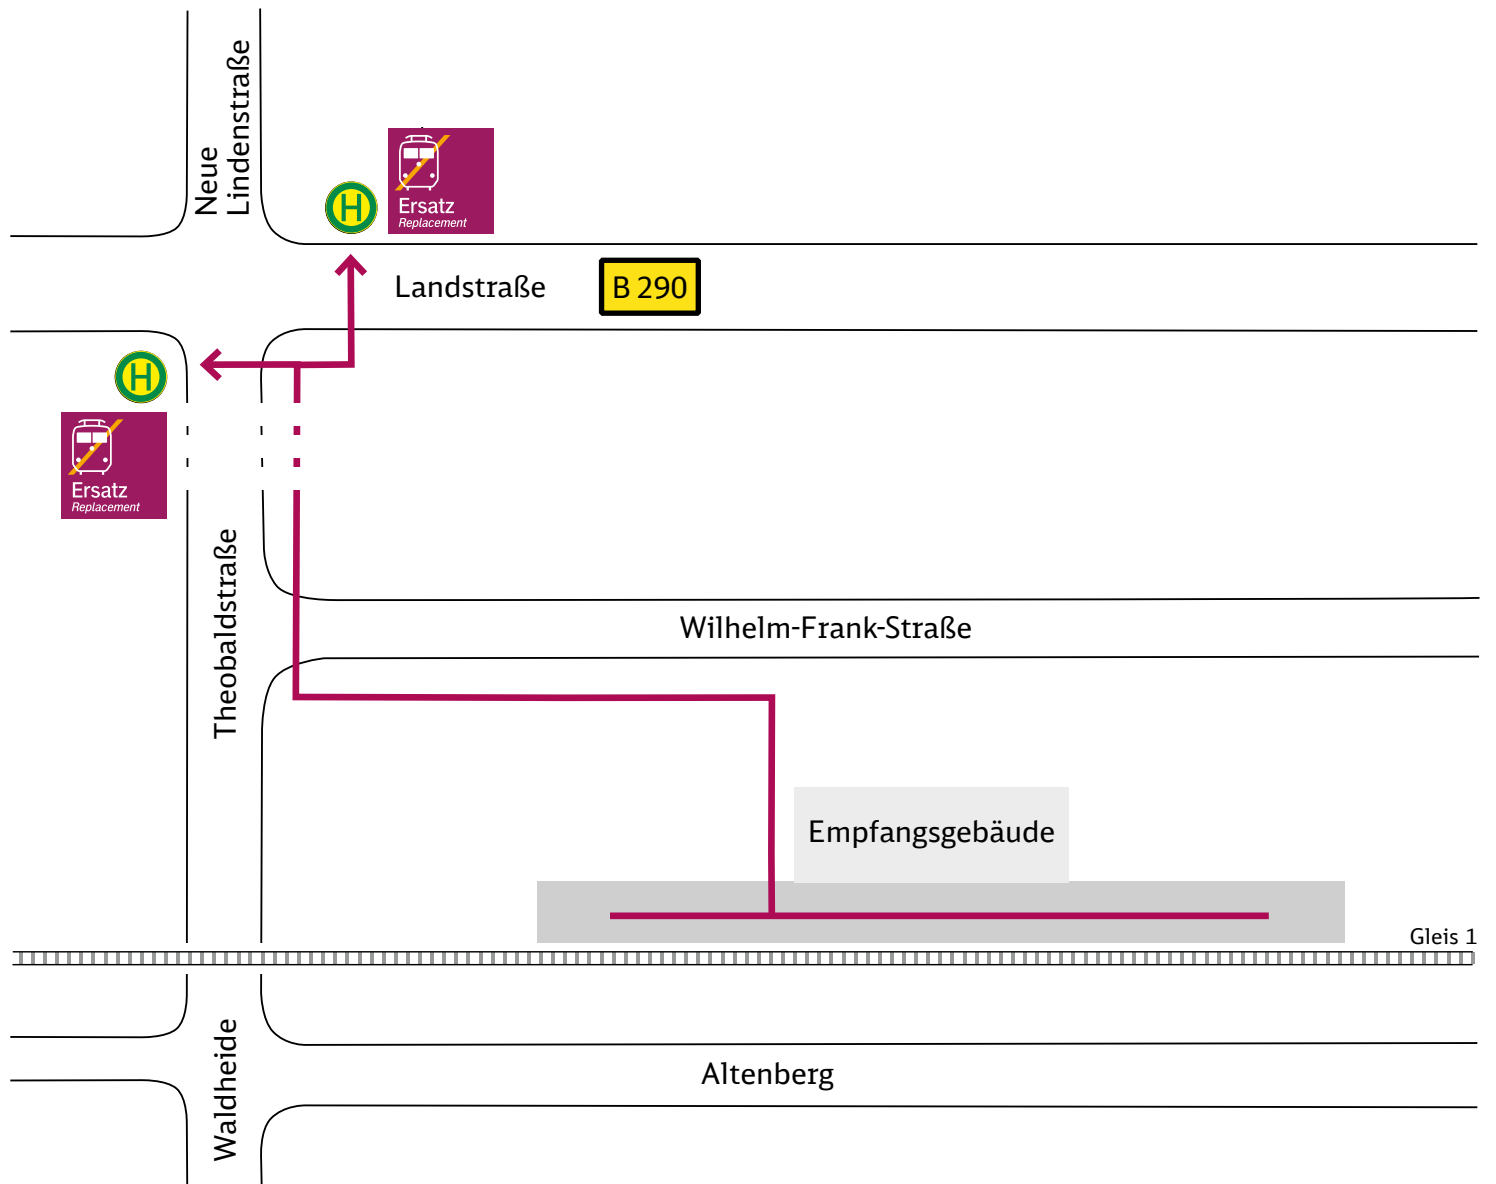 Neue
Lindenstraße
H
Ersatz
Replacement
Landstraße
B 290
H
Ersatz
Replacement
Theobaldstraße
Wilhelm-Frank-Straße
Empfangsgebäude
Gleis 1
Waldheide
Altenberg